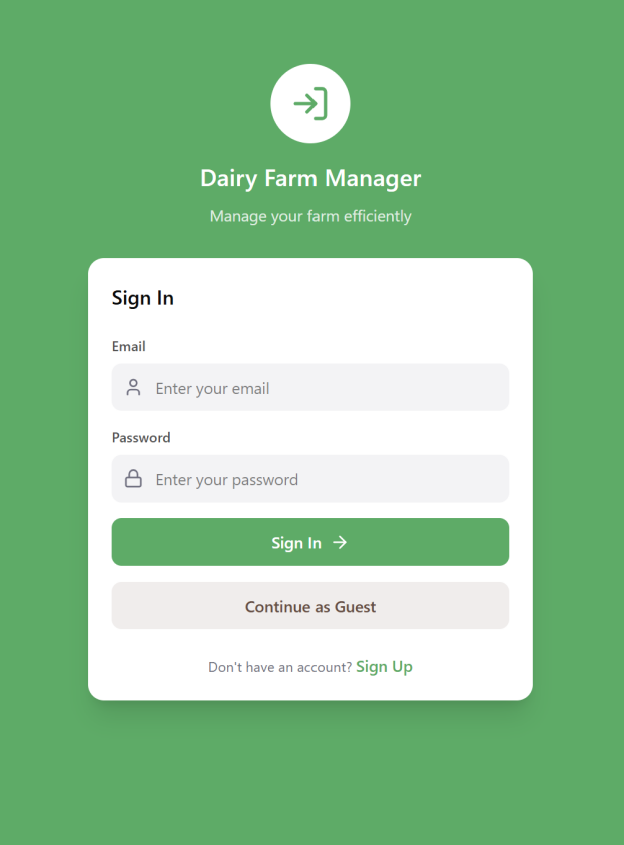 Dairy Farm Manager
Manage your farm efficiently
Sign In
Email
Enter your email
Password
Enter your password
Sign In
Continue as Guest
Don't have an account? Sign Up